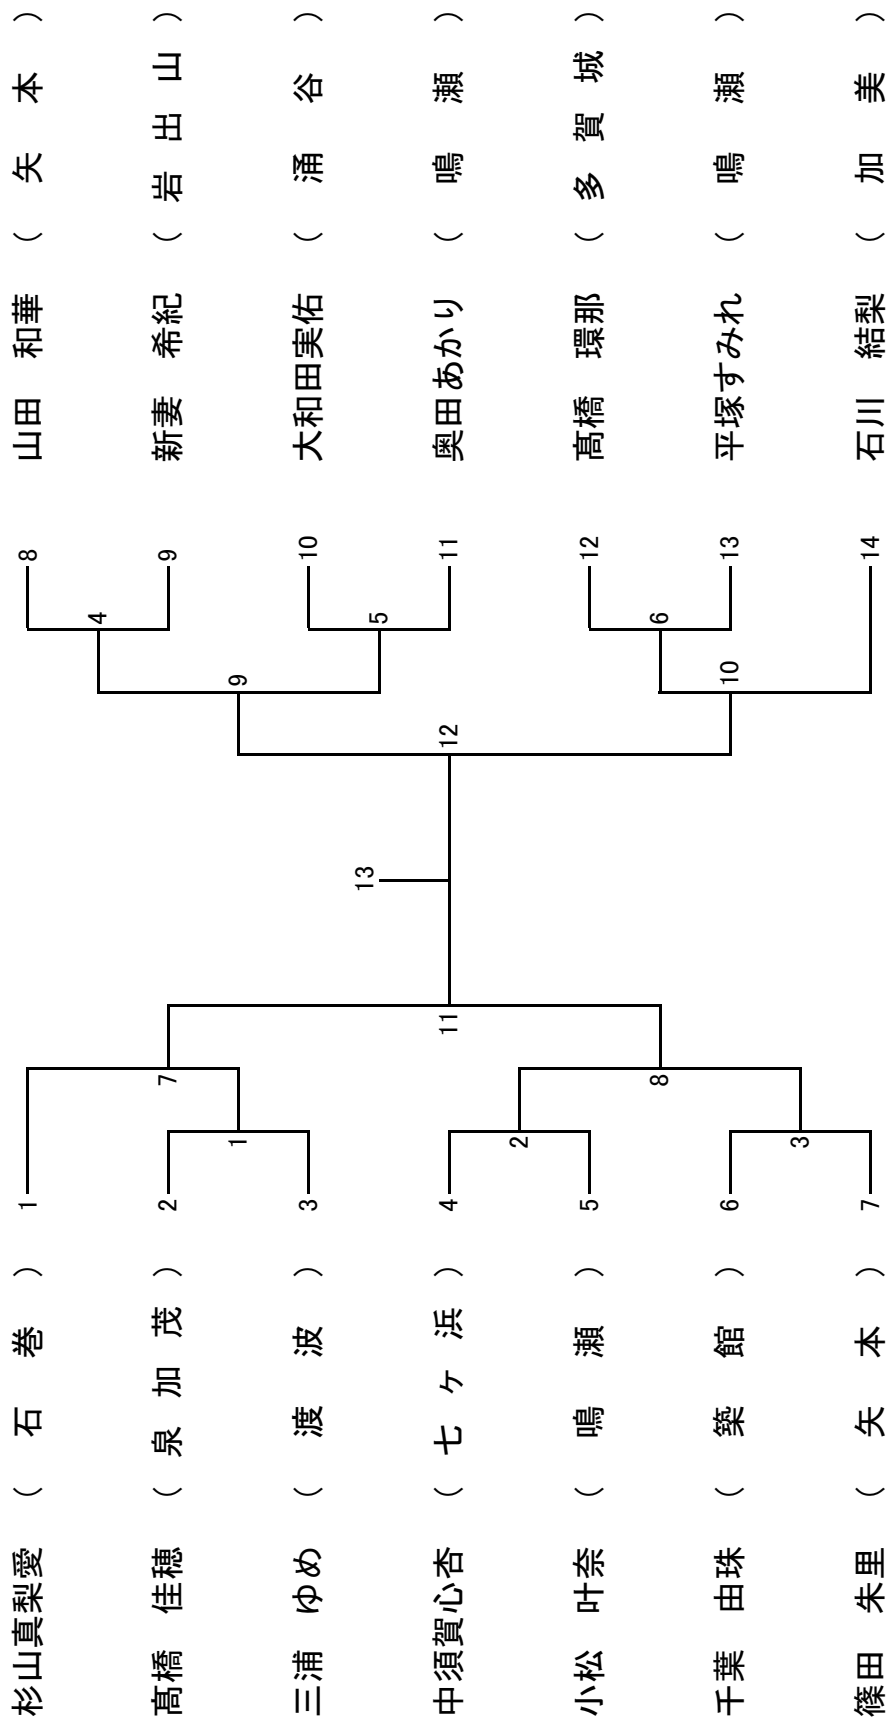 杉山真梨愛 （ 石 巻 ） 1
髙橋 佳穂 （ 泉 加 茂 ） 2
三浦 ゆめ （ 渡 波 ） 3
中須賀心杏 （ 七 ヶ 浜 ） 4
小松 叶奈 （ 鳴 瀬 ） 5
千葉 由珠 （ 築 館 ） 6
篠田 朱里 （ 矢 本 ） 7
1
2
3
7
8
11
13
12
9
10
4
5
6
8 山田 和華 （ 矢 本 ）
9 新妻 希紀 （ 岩 出 山 ）
10 大和田実佑 （ 涌 谷 ）
11 奥田あかり （ 鳴 瀬 ）
12 髙橋 環那 （ 多 賀 城 ）
13 平塚すみれ （ 鳴 瀬 ）
14 石川 結梨 （ 加 美 ）